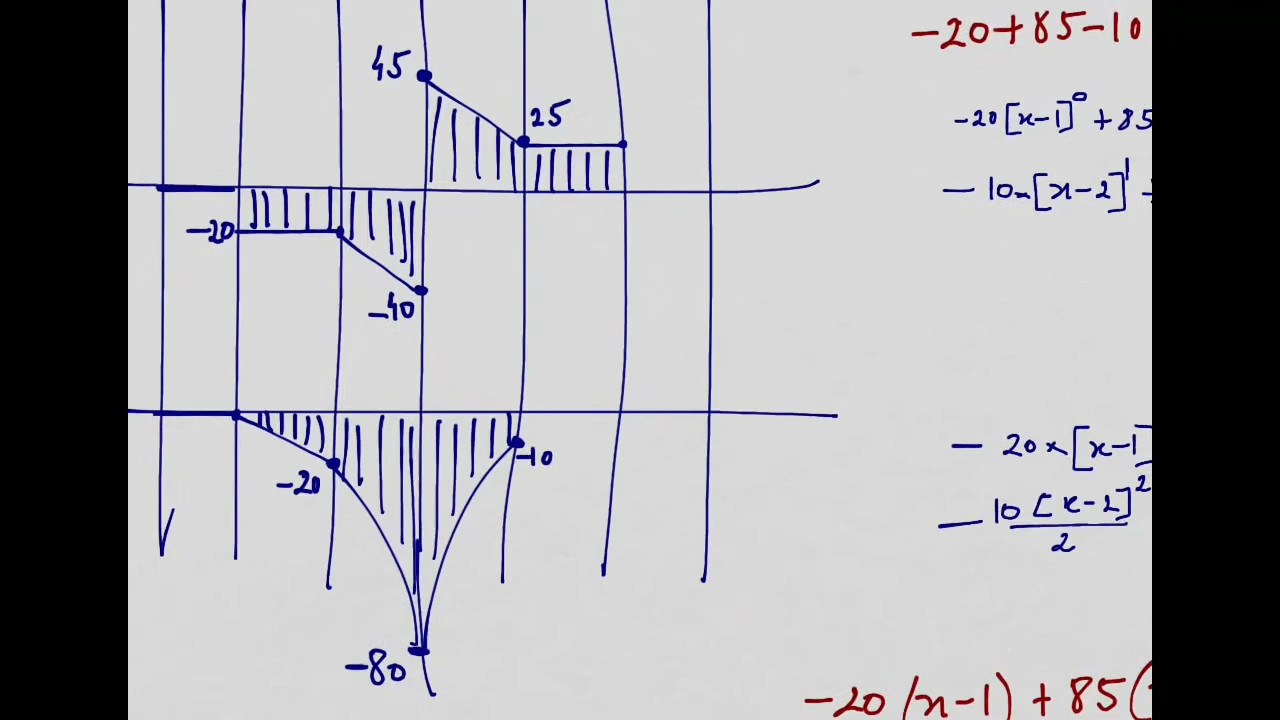 -20+85-10
45
-20[x-1]⁰ + 85
25
- 10×[x-2]¹
-20
-40
- 20×[x-1]
-10
-20
- 10[x-2]²
2
-80
-20(x-1) + 85(